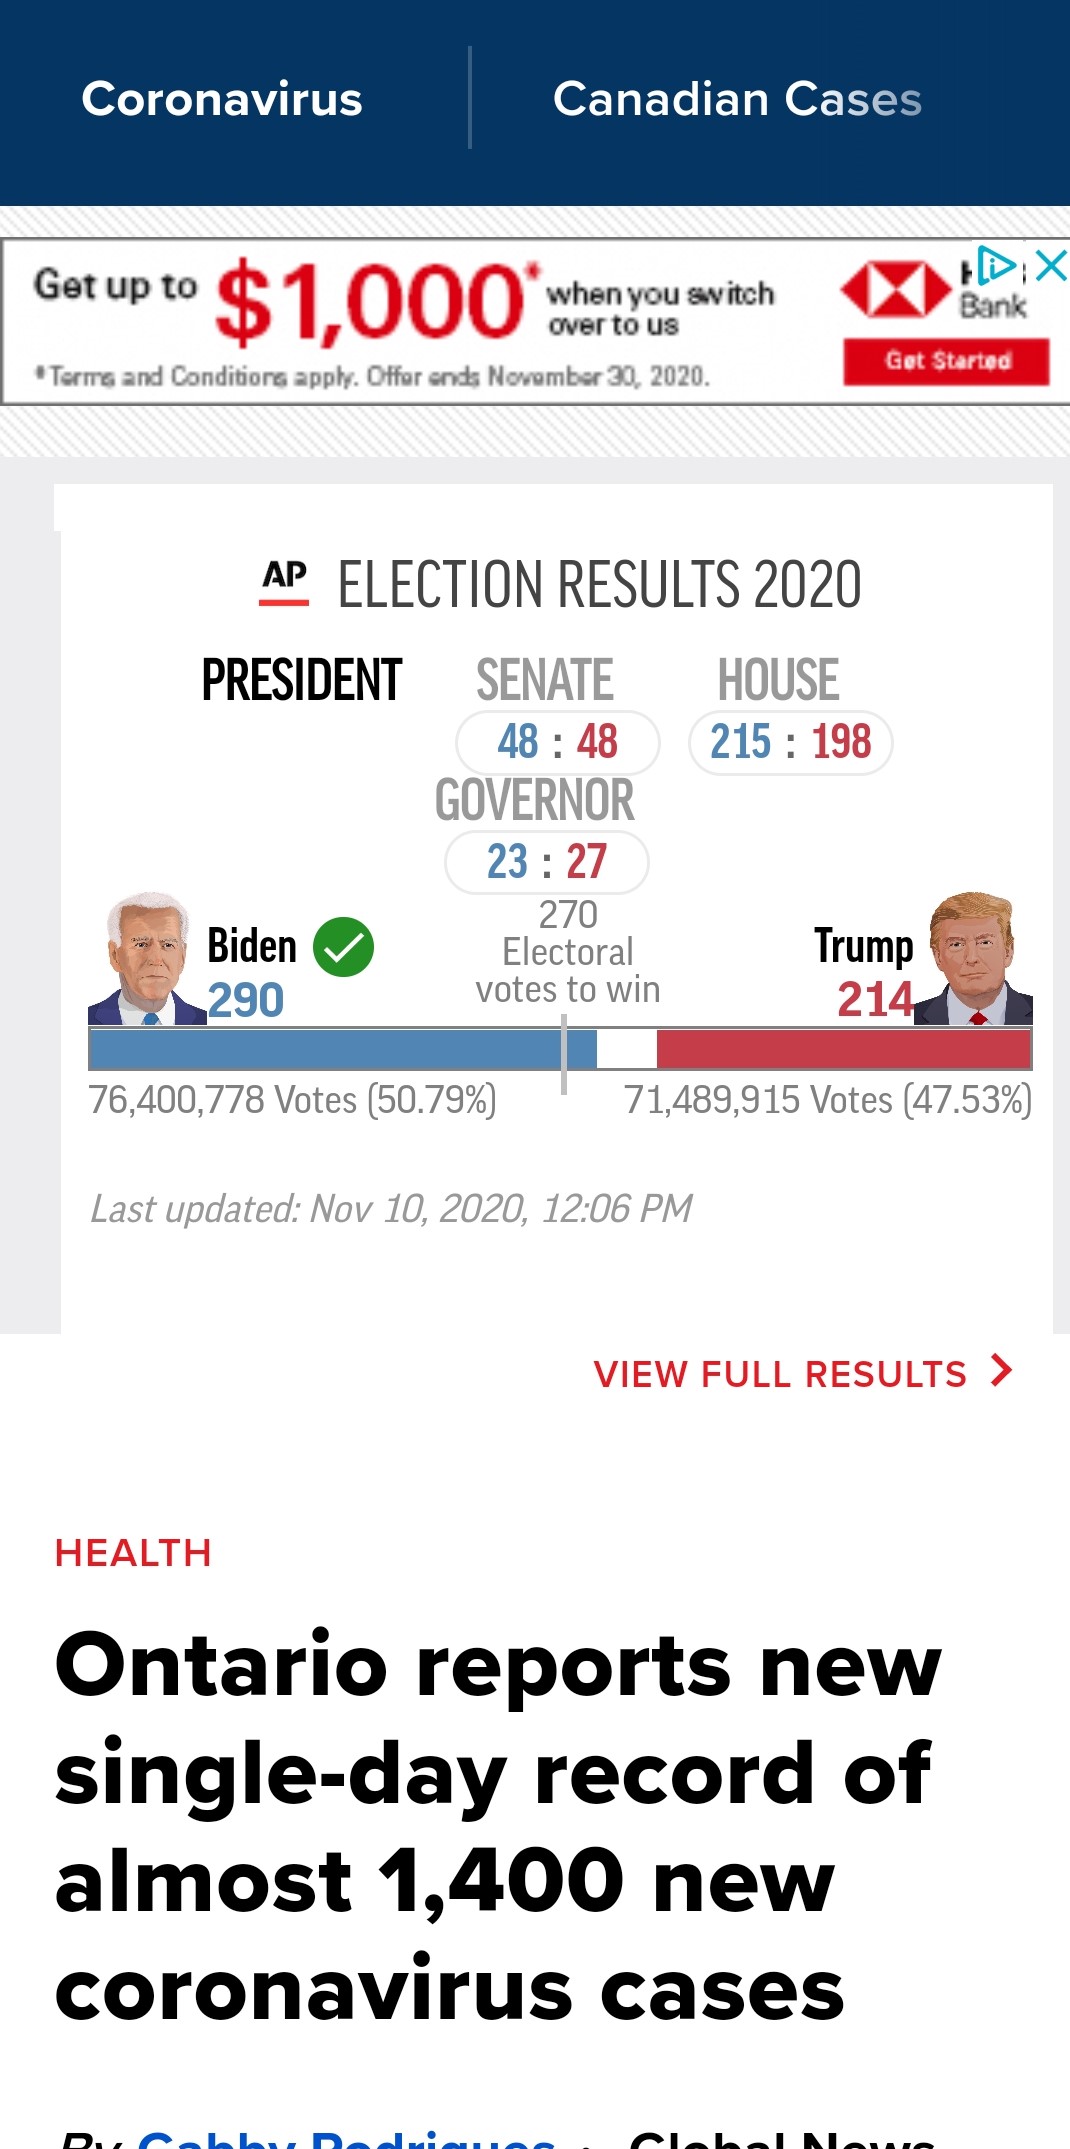 Coronavirus
Canadian Cases
Get up to $1,000* when you switch
over to us
Bank
*Terms and Conditions apply. Offer ends November 30, 2020.
Get Started
AP ELECTION RESULTS 2020
PRESIDENT SENATE HOUSE
48 : 48 215 : 198
GOVERNOR
23 : 27
270
Electoral
votes to win
Biden
290
Trump
214
76,400,778 Votes (50.79%) 71,489,915 Votes (47.53%)
Last updated: Nov 10, 2020, 12:06 PM
VIEW FULL RESULTS
HEALTH
Ontario reports new
single-day record of
almost 1,400 new
coronavirus cases
By Gabby Rodrigues • Global News